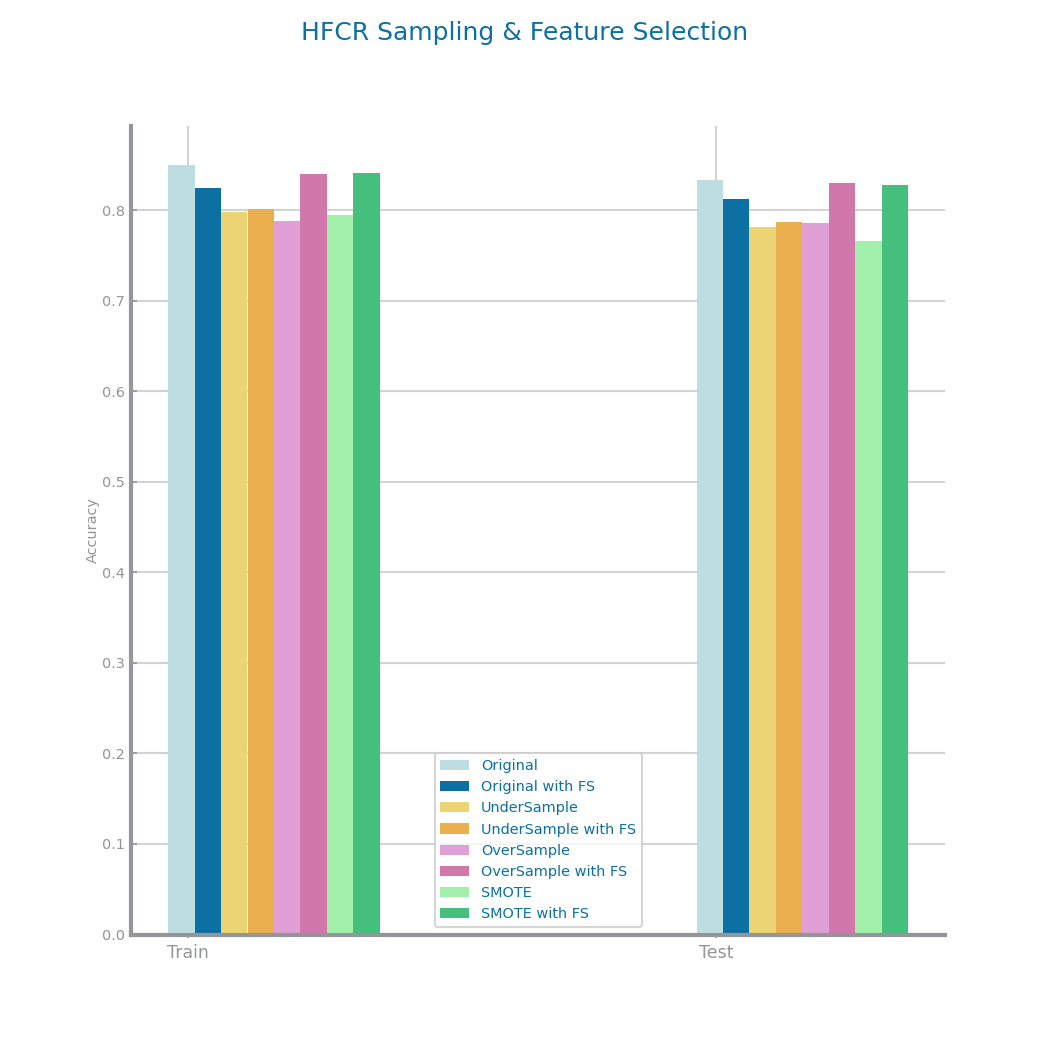 HFCR Sampling & Feature Selection
Accuracy
0.8
0.7
0.6
0.5
0.4
0.3
0.2
0.1
0.0
Train
Test
Original
Original with FS
UnderSample
UnderSample with FS
OverSample
OverSample with FS
SMOTE
SMOTE with FS